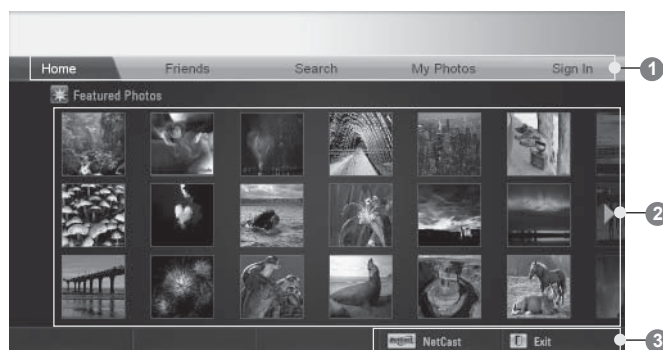 Home Friends Search My Photos Sign In
1
Featured Photos
2
NetCast Exit
3